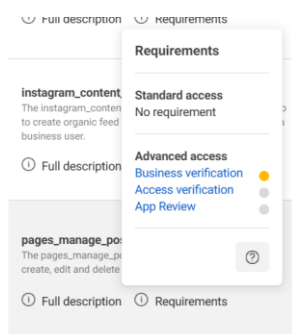 Full description
Requirements
Requirements
Standard access
No requirement
Advanced access
Business verification
Access verification
App Review
instagram_content_
The instagram_conten
to create organic feed
business user.
Full description
pages_manage_po
The pages_manage_p
create, edit and delete
Full description
Requirements